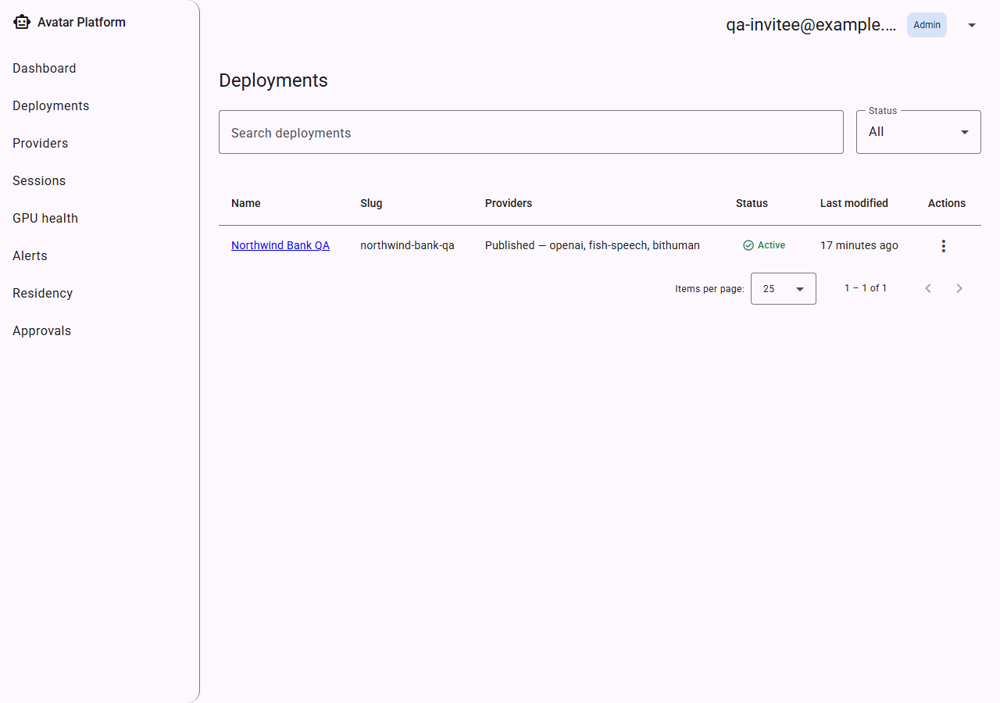 Avatar Platform
qa-invitee@example.…
Admin
Dashboard
Deployments
Providers
Sessions
GPU health
Alerts
Residency
Approvals
Deployments
Search deployments
Status
All
Name Slug Providers Status Last modified Actions
Northwind Bank QA northwind-bank-qa Published — openai, fish-speech, bithuman Active 17 minutes ago
Items per page: 25 1 – 1 of 1